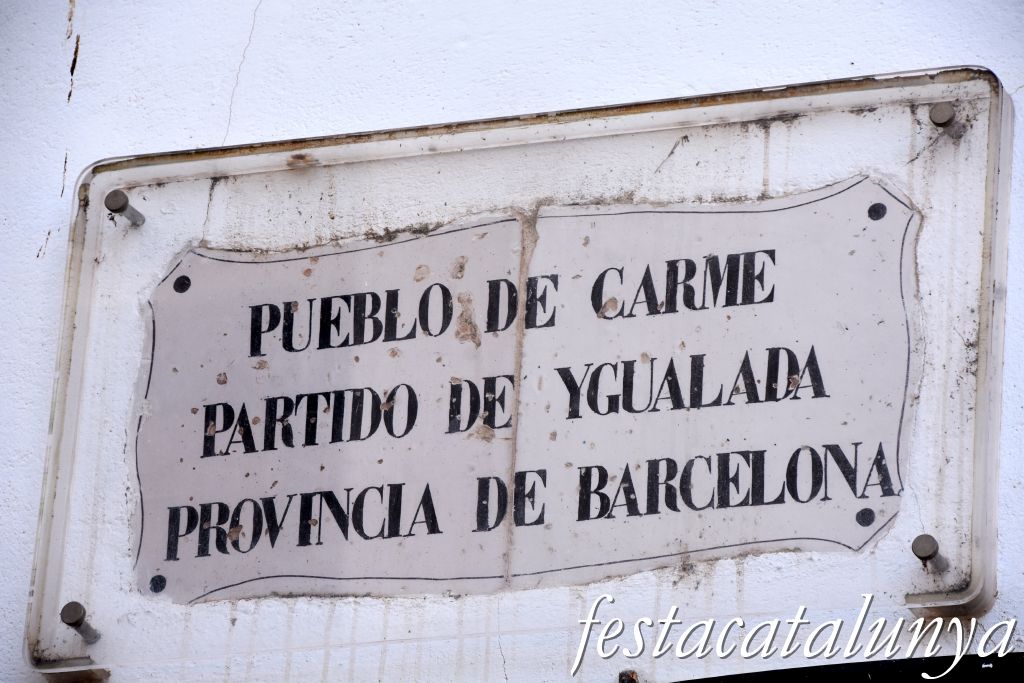 PUEBLO DE CARME
PARTIDO DE YGUALADA
PROVINCIA DE BARCELONA
festacatalunya